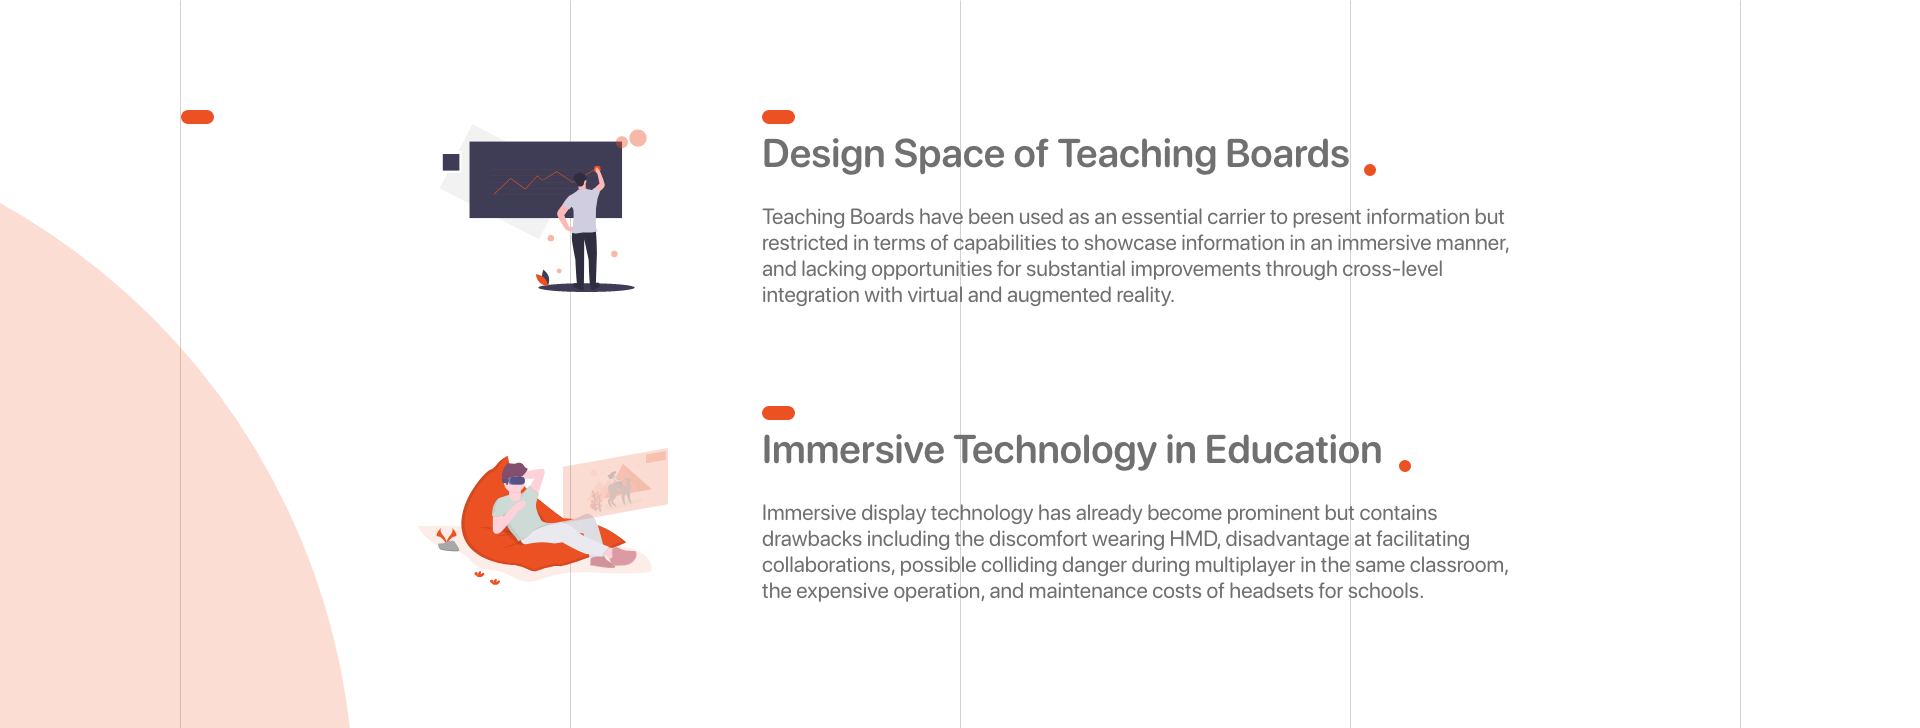 Design Space of Teaching Boards
Teaching Boards have been used as an essential carrier to present information but
restricted in terms of capabilities to showcase information in an immersive manner,
and lacking opportunities for substantial improvements through cross-level
integration with virtual and augmented reality.
Immersive Technology in Education
Immersive display technology has already become prominent but contains
drawbacks including the discomfort wearing HMD, disadvantage at facilitating
collaborations, possible colliding danger during multiplayer in the same classroom,
the expensive operation, and maintenance costs of headsets for schools.